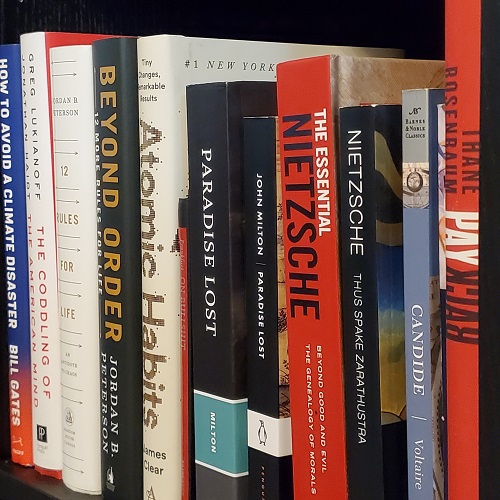 HOW TO AVOID A CLIMATE DISASTER BILL GATES
GREG LUKIANOFF
JONATHAN HAIDT
THE CODDLING OF
THE AMERICAN MIND
JORDAN B.
PETERSON
12
RULES
FOR
LIFE
BEYOND ORDER
12 MORE RULES FOR LIFE
JORDAN B.
PETERSON
Tiny
Changes,
Remarkable
Results
#1 NEW YORK
Atomic Habits
James
Clear
PARADISE LOST
MILTON
JOHN MILTON PARADISE LOST
THE ESSENTIAL
NIETZSCHE
BEYOND GOOD AND EVIL
THE GENEALOGY OF MORALS
NIETZSCHE THUS SPAKE ZARATHUSTRA
BARNES
& NOBLE
CLASSICS
CANDIDE | Voltaire
THANE
ROSENBAUM
PAYBACK